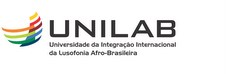 UNILAB
Universidade da Integração Internacional
da Lusofonia Afro-Brasileira